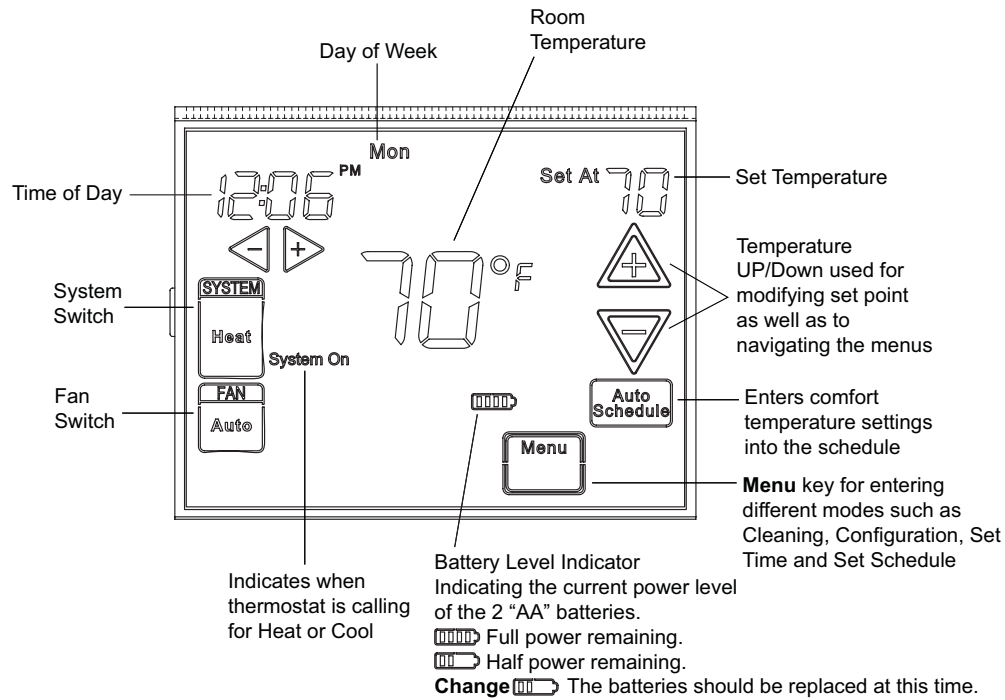 Room
Temperature
Day of Week
Mon
12:06 PM
Time of Day
Set At 70
Set Temperature
70°F
Temperature
UP/Down used for
modifying set point
as well as to
navigating the menus
System
Switch
SYSTEM
Heat
System On
Fan
Switch
FAN
Auto
Auto
Schedule
Enters comfort
temperature settings
into the schedule
Menu
Menu key for entering
different modes such as
Cleaning, Configuration, Set
Time and Set Schedule
Indicates when
thermostat is calling
for Heat or Cool
Battery Level Indicator
Indicating the current power level
of the 2 “AA” batteries.
Full power remaining.
Half power remaining.
Change The batteries should be replaced at this time.